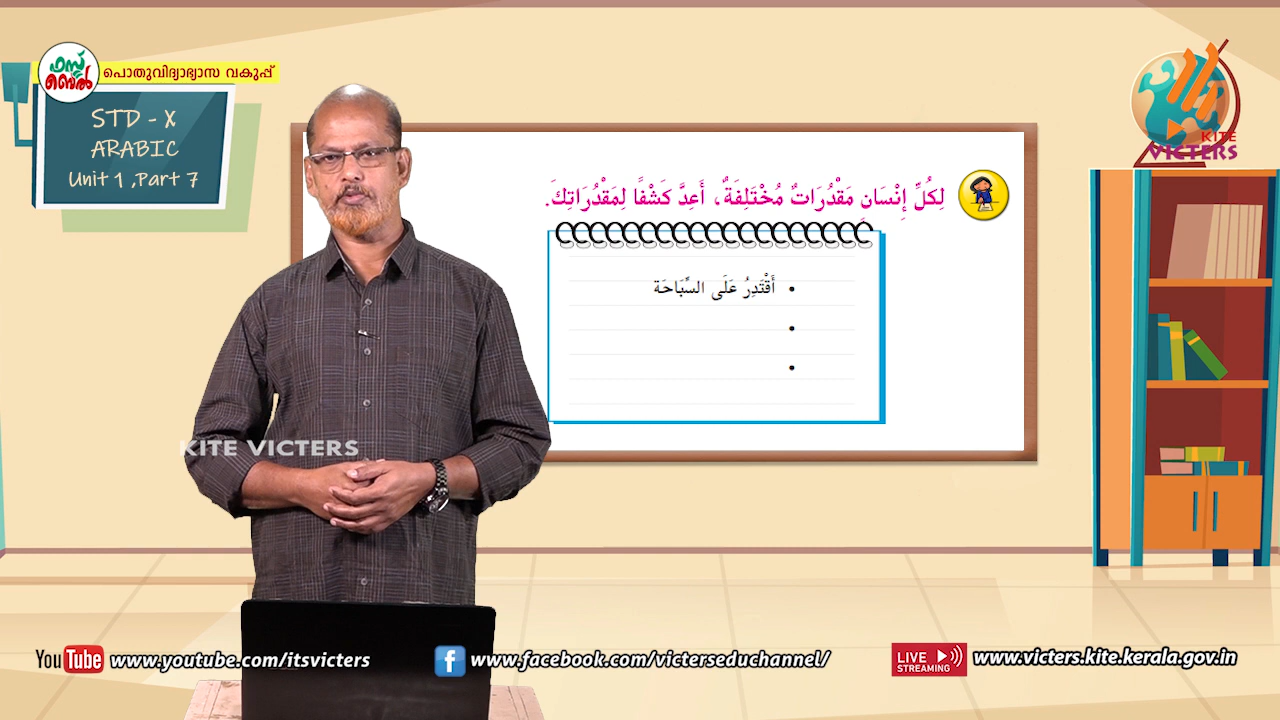 ഫസ്റ്റ്
ബെൽ
പൊതുവിദ്യാഭ്യാസ വകുപ്പ്
STD - X
ARABIC
Unit 1 ,Part 7
KITE
VICTERS
لِكُلِّ إِنْسَانٍ مَقْدُرَاتٌ مُخْتَلِفَةٌ، أَعِدَّ كَشْفًا لِمَقْدُرَاتِكَ.
• أَقْتَدِرُ عَلَى السِّبَاحَة
•
•
KITE VICTERS
YouTube www.youtube.com/itsvicters
f www.facebook.com/victerseduchannel/
LIVE STREAMING www.victers.kite.kerala.gov.in